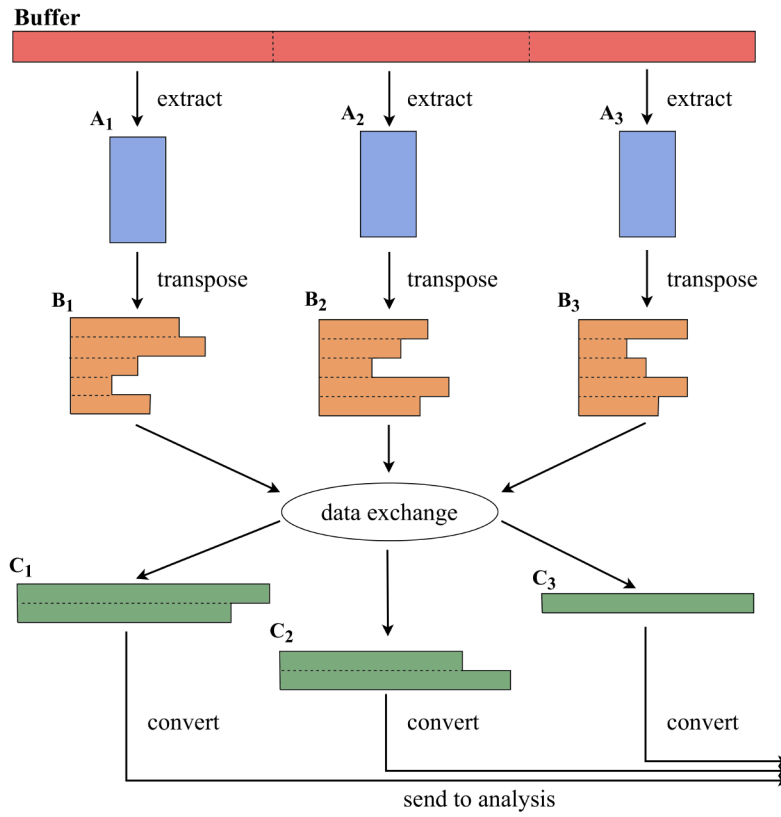 Buffer
extract
extract
extract
A1
A2
A3
transpose
transpose
transpose
B1
B2
B3
data exchange
C1
C2
C3
convert
convert
convert
send to analysis